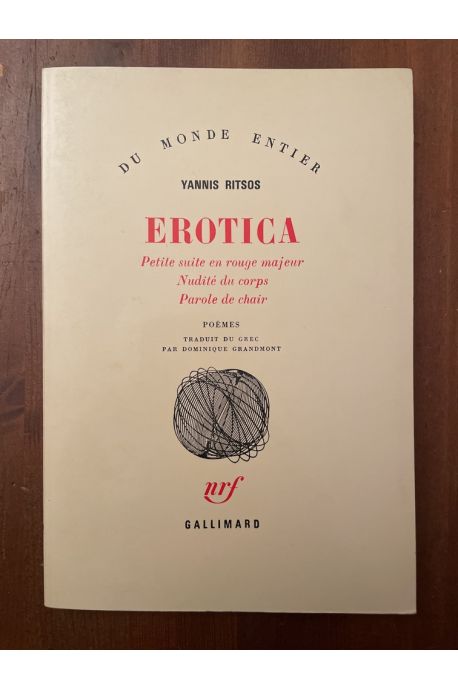 DU MONDE ENTIER
YANNIS RITSOS
EROTICA
Petite suite en rouge majeur
Nudité du corps
Parole de chair
POÈMES
TRADUIT DU GREC
PAR DOMINIQUE GRANDMONT
nrf
GALLIMARD